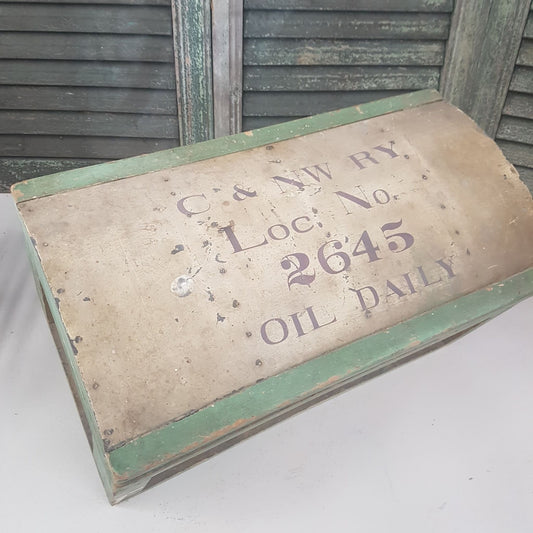 C & NW RY
Loc. No.
2645
OIL DAILY